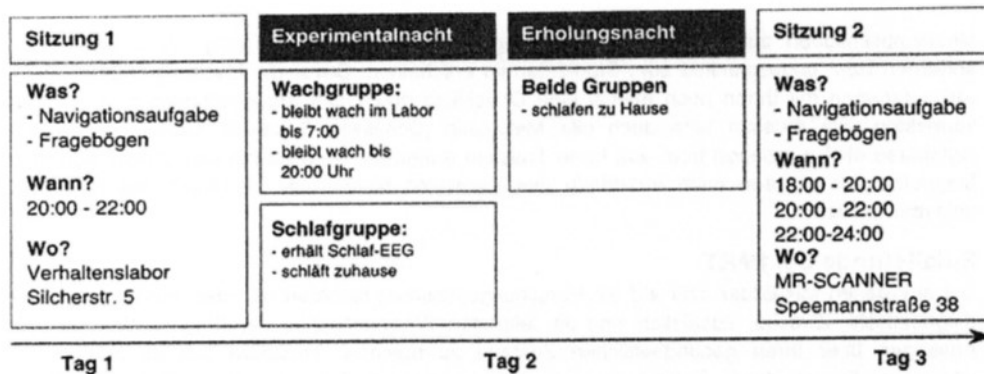 Sitzung 1
Was?
- Navigationsaufgabe
- Fragebögen
Wann?
20:00 - 22:00
Wo?
Verhaltenslabor
Silcherstr. 5
Experimentalnacht
Wachgruppe:
- bleibt wach im Labor
bis 7:00
- bleibt wach bis
20:00 Uhr
Schlafgruppe:
- erhält Schlaf-EEG
- schläft zuhause
Erholungsnacht
Beide Gruppen
- schlafen zu Hause
Sitzung 2
Was?
- Navigationsaufgabe
- Fragebögen
Wann?
18:00 - 20:00
20:00 - 22:00
22:00-24:00
Wo?
MR-SCANNER
Speemannstraße 38
Tag 1
Tag 2
Tag 3